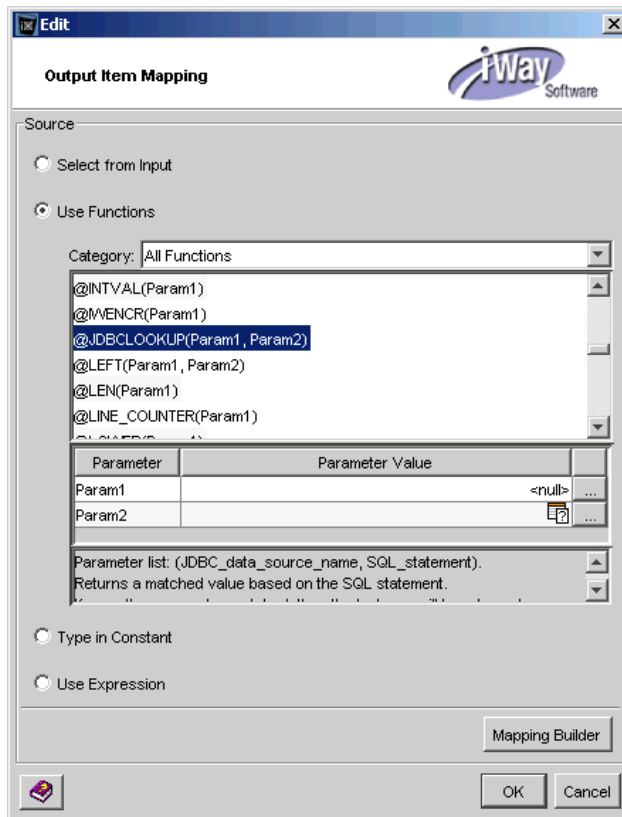 iX Edit
Output Item Mapping
iWay
Software
Source
Select from Input
Use Functions
Category: All Functions
@INTVAL(Param1)
@IWENCR(Param1)
@JDBCLOOKUP(Param1, Param2)
@LEFT(Param1, Param2)
@LEN(Param1)
@LINE_COUNTER(Param1)
Parameter Parameter Value
Param1 <null> ...
Param2 ? ...
Parameter list: (JDBC_data_source_name, SQL_statement).
Returns a matched value based on the SQL statement.
Type in Constant
Use Expression
Mapping Builder
OK Cancel